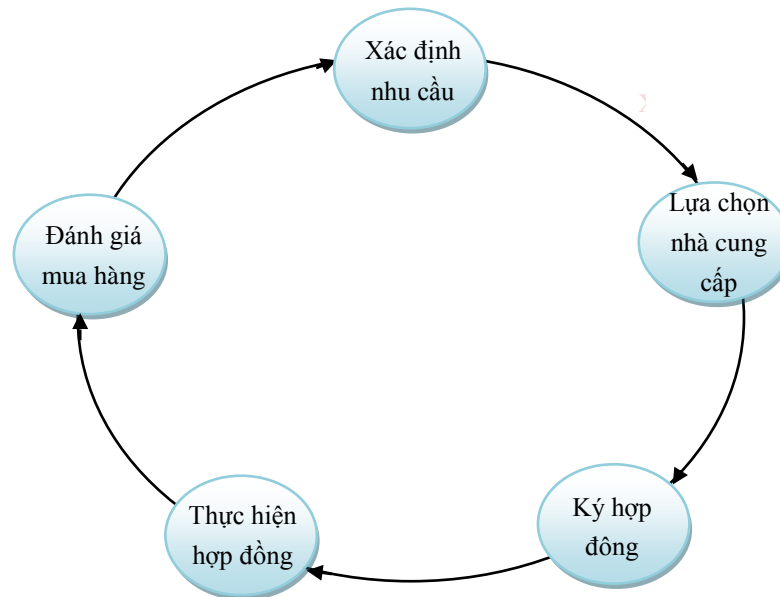 Xác định
nhu cầu
Lựa chọn
nhà cung
cấp
Ký hợp
đông
Thực hiện
hợp đồng
Đánh giá
mua hàng